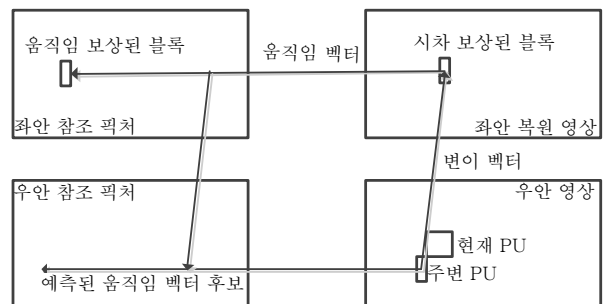 움직임 보상된 블록
움직임 벡터
시차 보상된 블록
좌안 참조 픽처
좌안 복원 영상
변이 벡터
우안 참조 픽처
우안 영상
현재 PU
주변 PU
예측된 움직임 벡터 후보